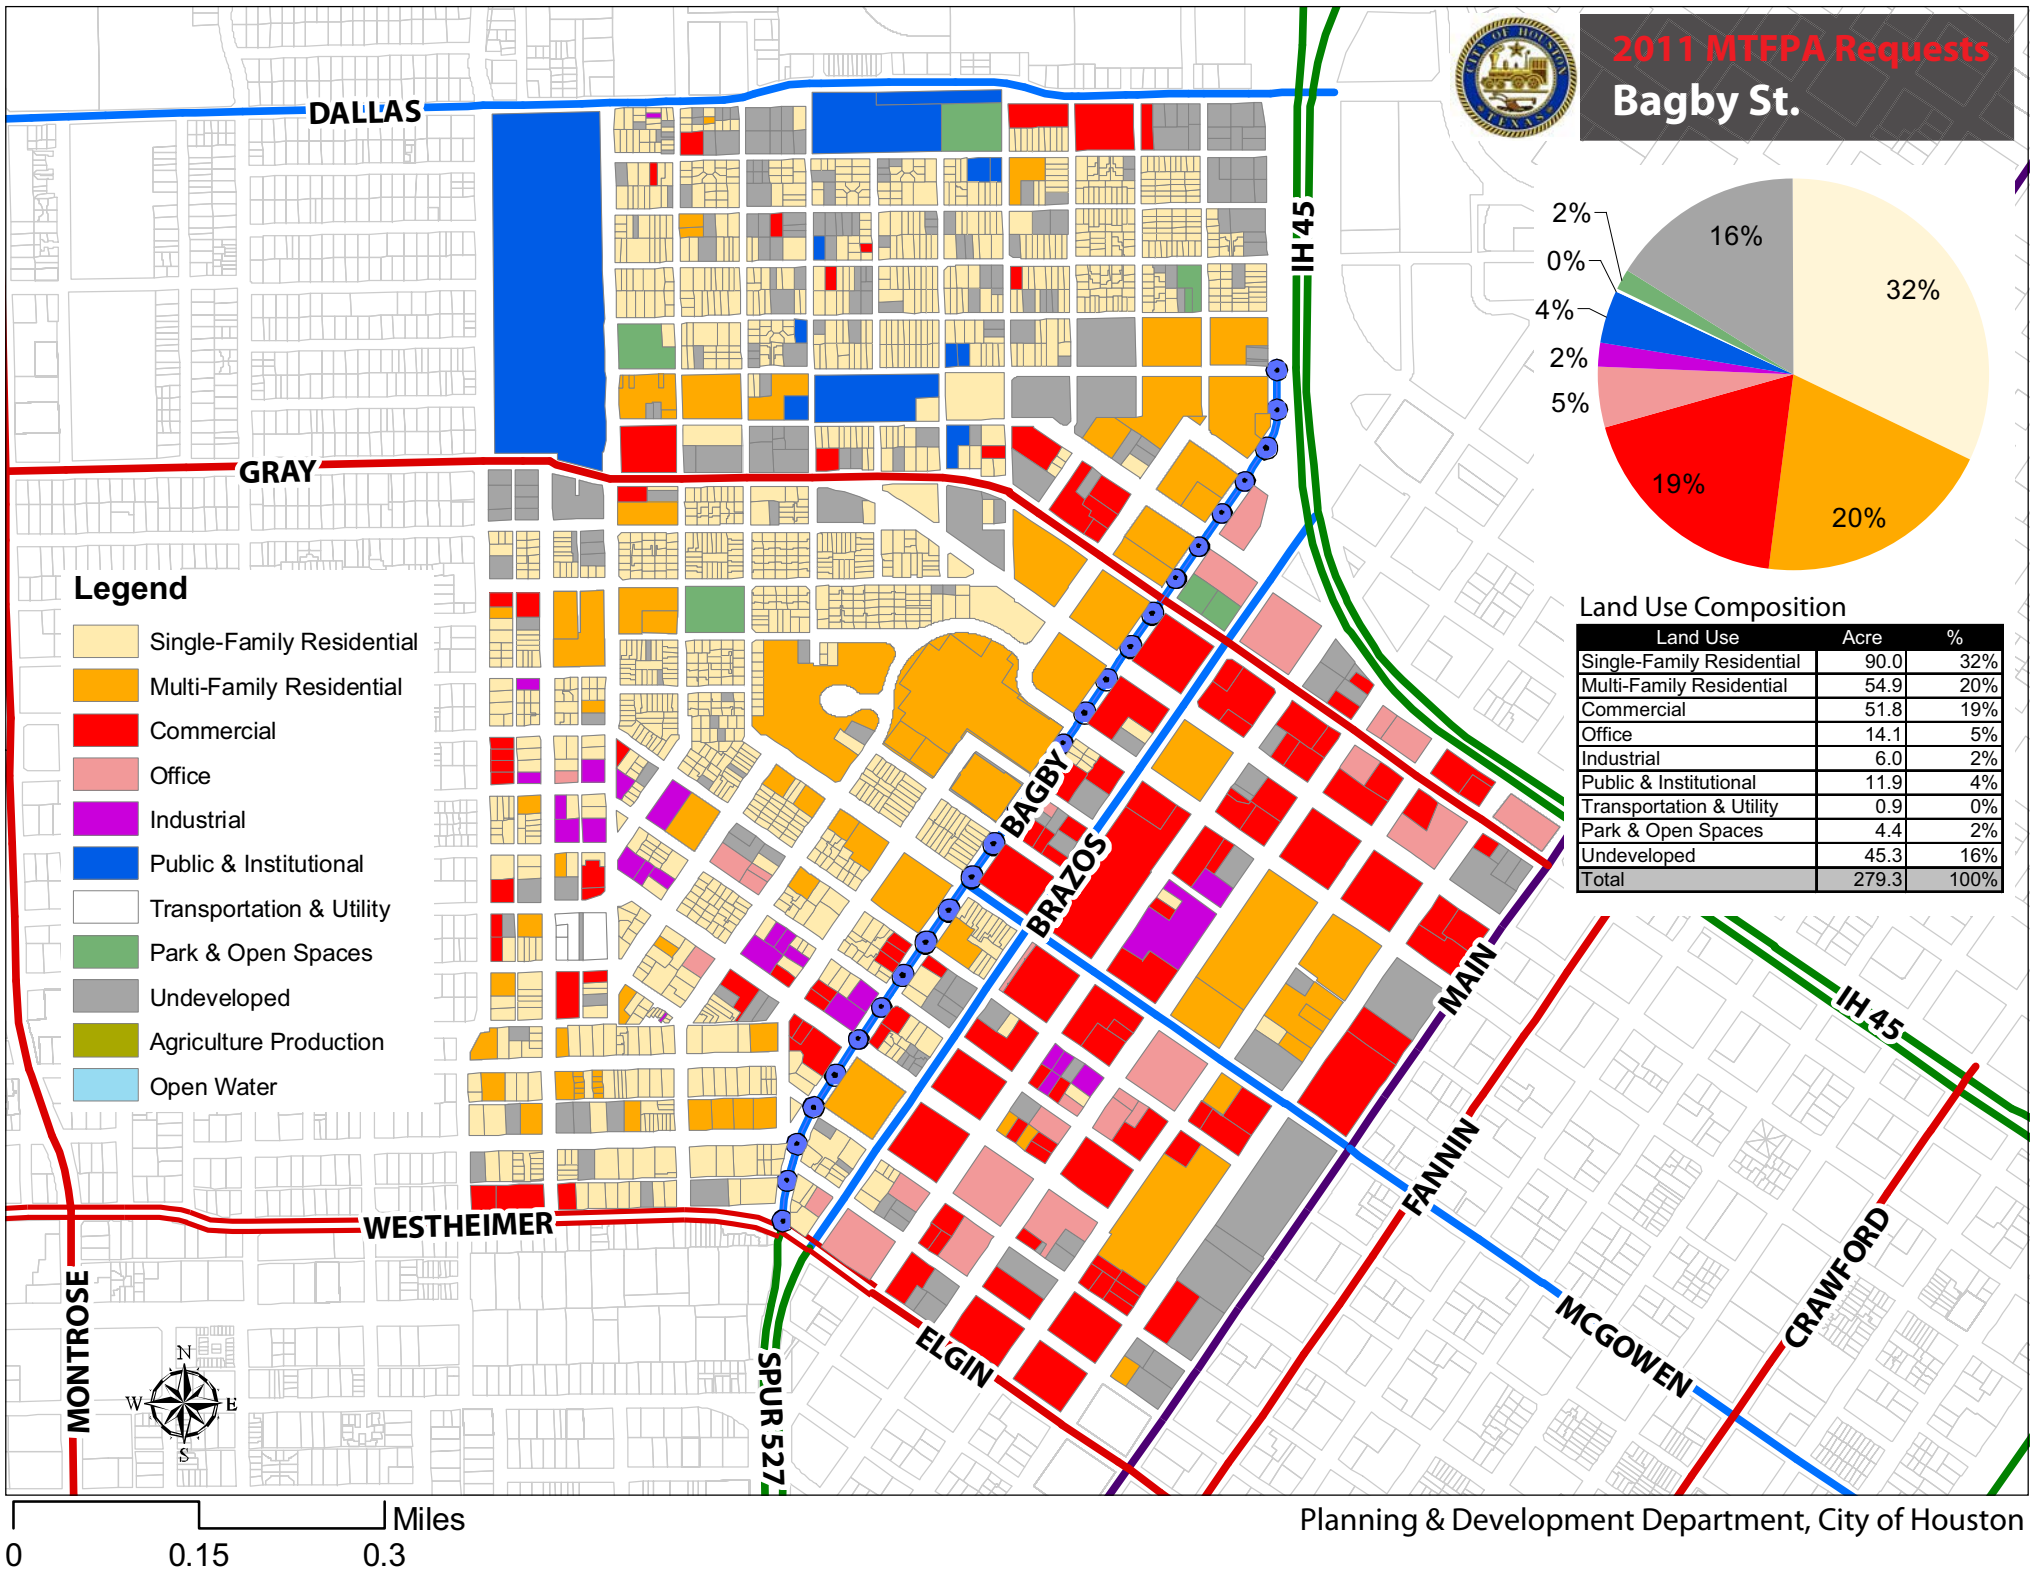 2011 MTFPA Requests
Bagby St.
CITY OF HOUSTON
TEXAS
DALLAS
IH 45
GRAY
BAGBY
BRAZOS
MAIN
IH 45
FANNIN
CRAWFORD
MCGOWEN
WESTHEIMER
ELGIN
MONTROSE
SPUR 527
2%
0%
4%
2%
5%
16%
32%
19%
20%
Legend
Single-Family Residential
Multi-Family Residential
Commercial
Office
Industrial
Public & Institutional
Transportation & Utility
Park & Open Spaces
Undeveloped
Agriculture Production
Open Water
Land Use Composition
Land Use Acre %
Single-Family Residential 90.0 32%
Multi-Family Residential 54.9 20%
Commercial 51.8 19%
Office 14.1 5%
Industrial 6.0 2%
Public & Institutional 11.9 4%
Transportation & Utility 0.9 0%
Park & Open Spaces 4.4 2%
Undeveloped 45.3 16%
Total 279.3 100%
N
W E
S
Miles
0 0.15 0.3
Planning & Development Department, City of Houston